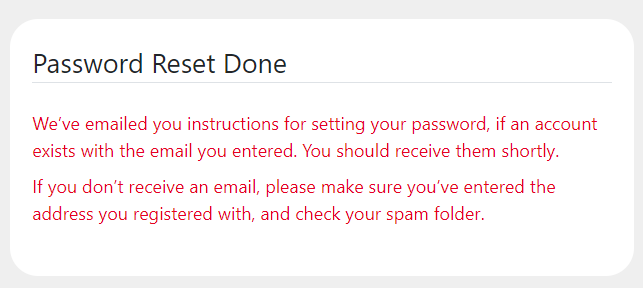 Password Reset Done
We’ve emailed you instructions for setting your password, if an account
exists with the email you entered. You should receive them shortly.
If you don’t receive an email, please make sure you’ve entered the
address you registered with, and check your spam folder.